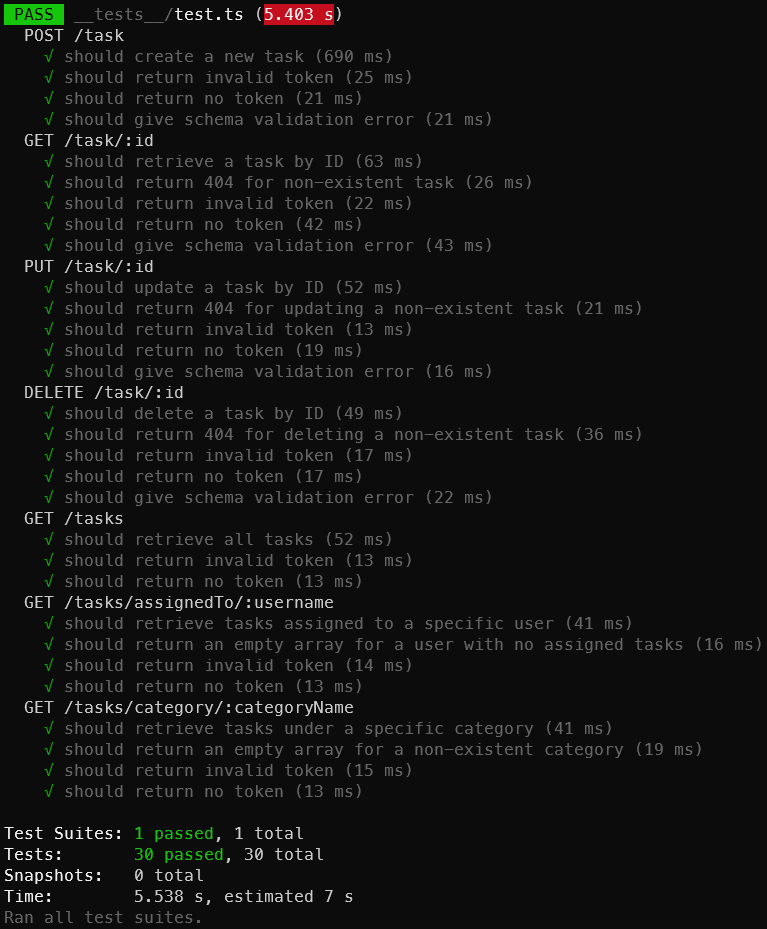 PASS __tests__/test.ts (5.403 s)
POST /task
√ should create a new task (690 ms)
√ should return invalid token (25 ms)
√ should return no token (21 ms)
√ should give schema validation error (21 ms)
GET /task/:id
√ should retrieve a task by ID (63 ms)
√ should return 404 for non-existent task (26 ms)
√ should return invalid token (22 ms)
√ should return no token (42 ms)
√ should give schema validation error (43 ms)
PUT /task/:id
√ should update a task by ID (52 ms)
√ should return 404 for updating a non-existent task (21 ms)
√ should return invalid token (13 ms)
√ should return no token (19 ms)
√ should give schema validation error (16 ms)
DELETE /task/:id
√ should delete a task by ID (49 ms)
√ should return 404 for deleting a non-existent task (36 ms)
√ should return invalid token (17 ms)
√ should return no token (17 ms)
√ should give schema validation error (22 ms)
GET /tasks
√ should retrieve all tasks (52 ms)
√ should return invalid token (13 ms)
√ should return no token (13 ms)
GET /tasks/assignedTo/:username
√ should retrieve tasks assigned to a specific user (41 ms)
√ should return an empty array for a user with no assigned tasks (16 ms)
√ should return invalid token (14 ms)
√ should return no token (13 ms)
GET /tasks/category/:categoryName
√ should retrieve tasks under a specific category (41 ms)
√ should return an empty array for a non-existent category (19 ms)
√ should return invalid token (15 ms)
√ should return no token (13 ms)
Test Suites: 1 passed, 1 total
Tests: 30 passed, 30 total
Snapshots: 0 total
Time: 5.538 s, estimated 7 s
Ran all test suites.